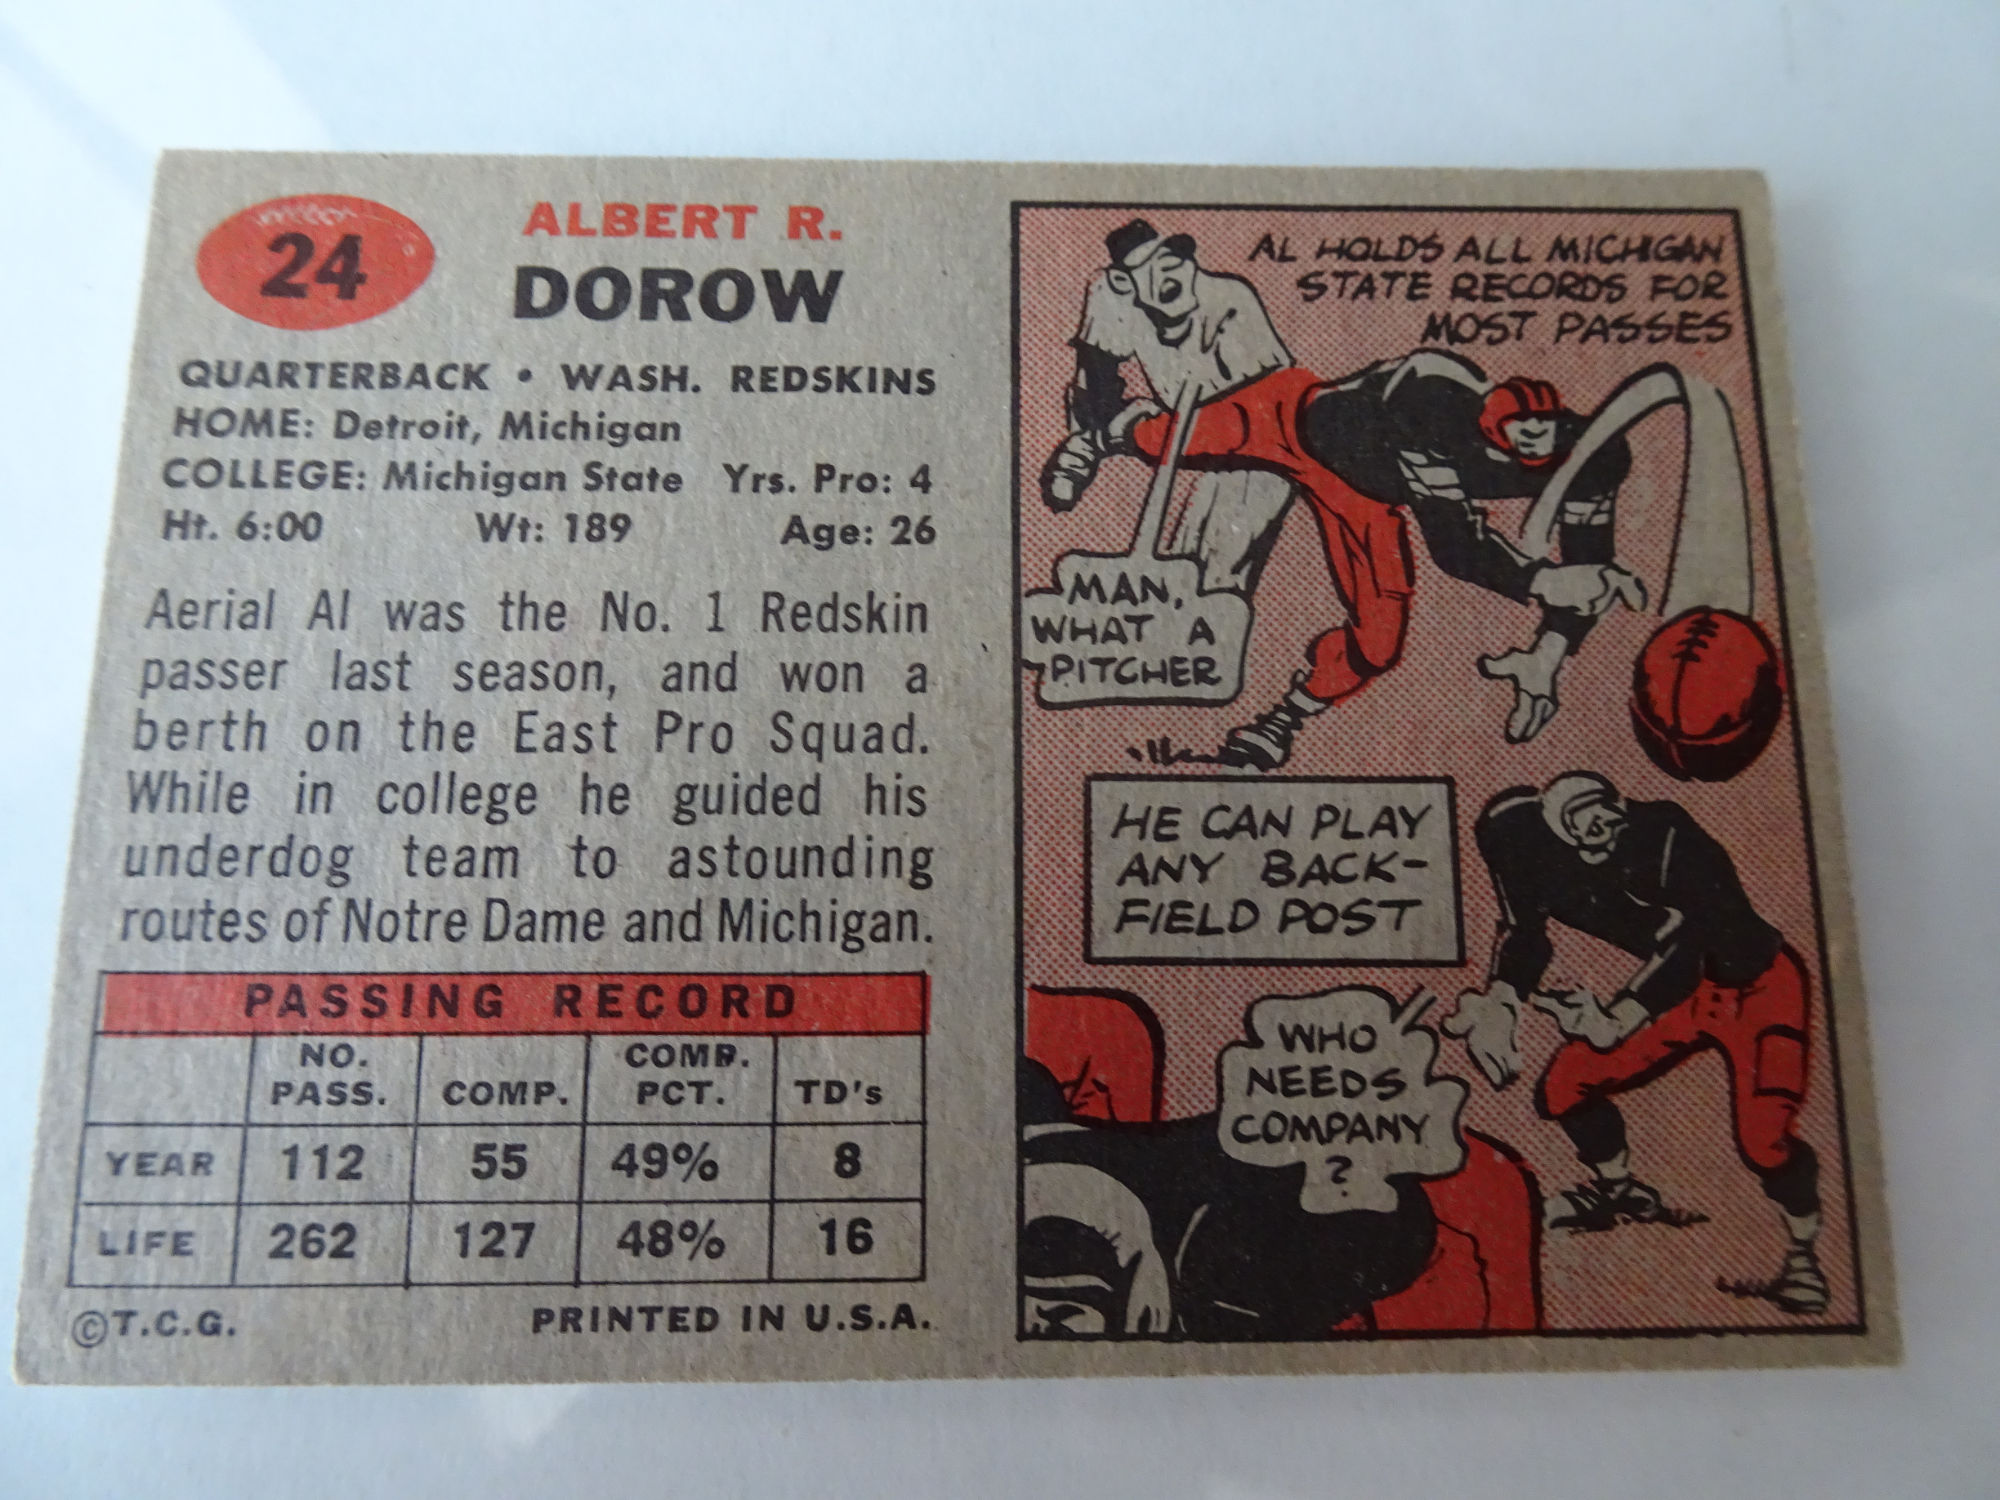 24
ALBERT R.
DOROW
QUARTERBACK • WASH. REDSKINS
HOME: Detroit, Michigan
COLLEGE: Michigan State Yrs. Pro: 4
Ht. 6:00 Wt: 189 Age: 26
Aerial Al was the No. 1 Redskin
passer last season, and won a
berth on the East Pro Squad.
While in college he guided his
underdog team to astounding
routes of Notre Dame and Michigan.
PASSING RECORD
NO. PASS. COMP. COMP. PCT. TD's
YEAR 112 55 49% 8
LIFE 262 127 48% 16
©T.C.G. PRINTED IN U.S.A.
AL HOLDS ALL MICHIGAN
STATE RECORDS FOR
MOST PASSES
MAN,
WHAT A
PITCHER
HE CAN PLAY
ANY BACK-
FIELD POST
WHO
NEEDS
COMPANY
?